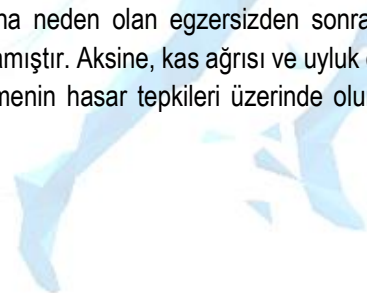 na neden olan egzersizden sonra
amıştır. Aksine, kas ağrısı ve uyluk
menin hasar tepkileri üzerinde olu